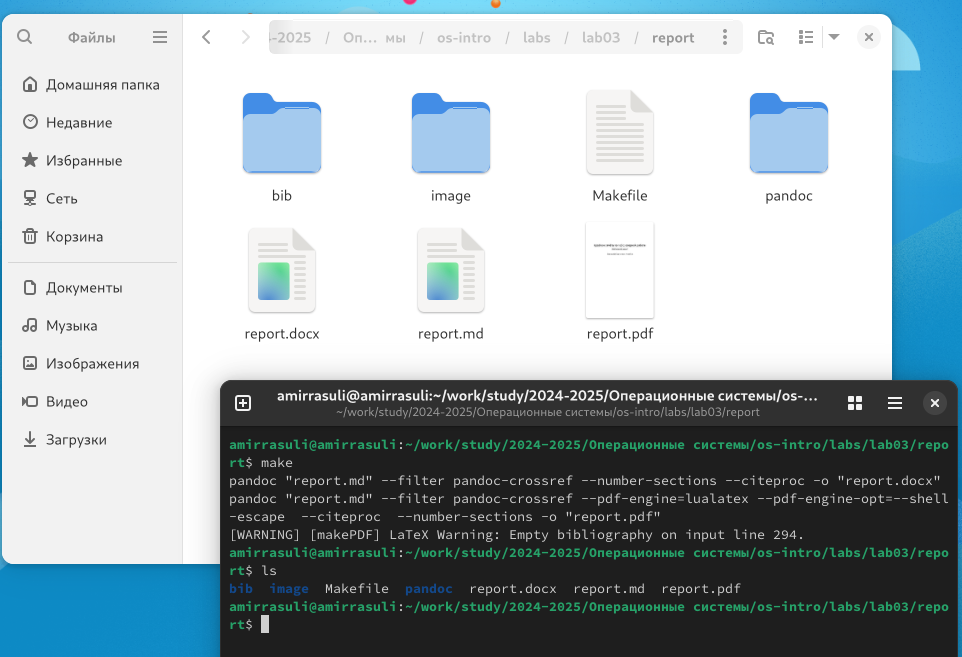 Файлы
-2025 / Оп… мы / os-intro / labs / lab03 / report
Домашняя папка
Недавние
Избранные
Сеть
Корзина
Документы
Музыка
Изображения
Видео
Загрузки
bib
image
Makefile
pandoc
report.docx
report.md
report.pdf
amirrasuli@amirrasuli:~/work/study/2024-2025/Операционные системы/os-…
~/work/study/2024-2025/Операционные системы/os-intro/labs/lab03/report
amirrasuli@amirrasuli:~/work/study/2024-2025/Операционные системы/os-intro/labs/lab03/repo
rt$ make
pandoc "report.md" --filter pandoc-crossref --number-sections --citeproc -o "report.docx"
pandoc "report.md" --filter pandoc-crossref --pdf-engine=lualatex --pdf-engine-opt=--shell
-escape  --citeproc  --number-sections -o "report.pdf"
[WARNING] [makePDF] LaTeX Warning: Empty bibliography on input line 294.
amirrasuli@amirrasuli:~/work/study/2024-2025/Операционные системы/os-intro/labs/lab03/repo
rt$ ls
bib  image  Makefile  pandoc  report.docx  report.md  report.pdf
amirrasuli@amirrasuli:~/work/study/2024-2025/Операционные системы/os-intro/labs/lab03/repo
rt$